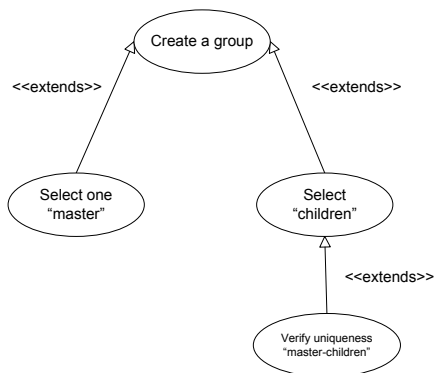 Create a group
<<extends>>
<<extends>>
Select one
“master”
Select
“children”
<<extends>>
Verify uniqueness
“master-children”